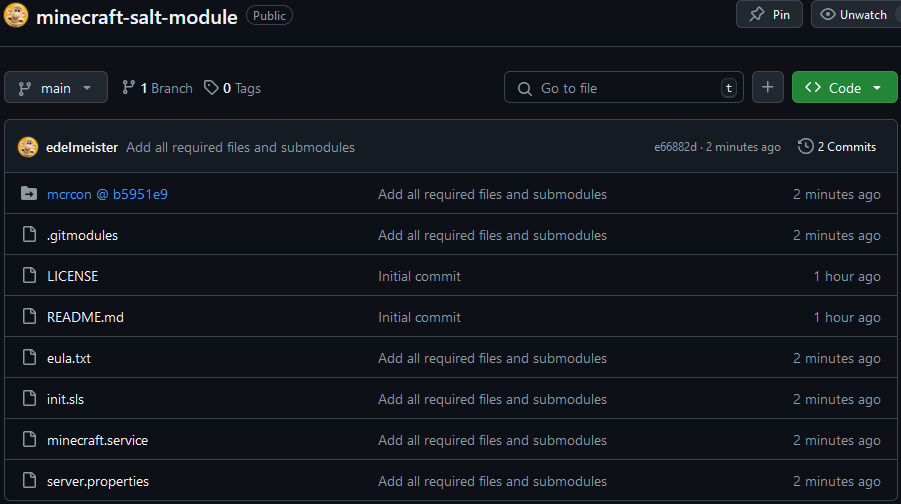 minecraft-salt-module Public Pin Unwatch
main 1 Branch 0 Tags Go to file t Code
edelmeister Add all required files and submodules e66882d · 2 minutes ago 2 Commits
mcrcon @ b5951e9 Add all required files and submodules 2 minutes ago
.gitmodules Add all required files and submodules 2 minutes ago
LICENSE Initial commit 1 hour ago
README.md Initial commit 1 hour ago
eula.txt Add all required files and submodules 2 minutes ago
init.sls Add all required files and submodules 2 minutes ago
minecraft.service Add all required files and submodules 2 minutes ago
server.properties Add all required files and submodules 2 minutes ago